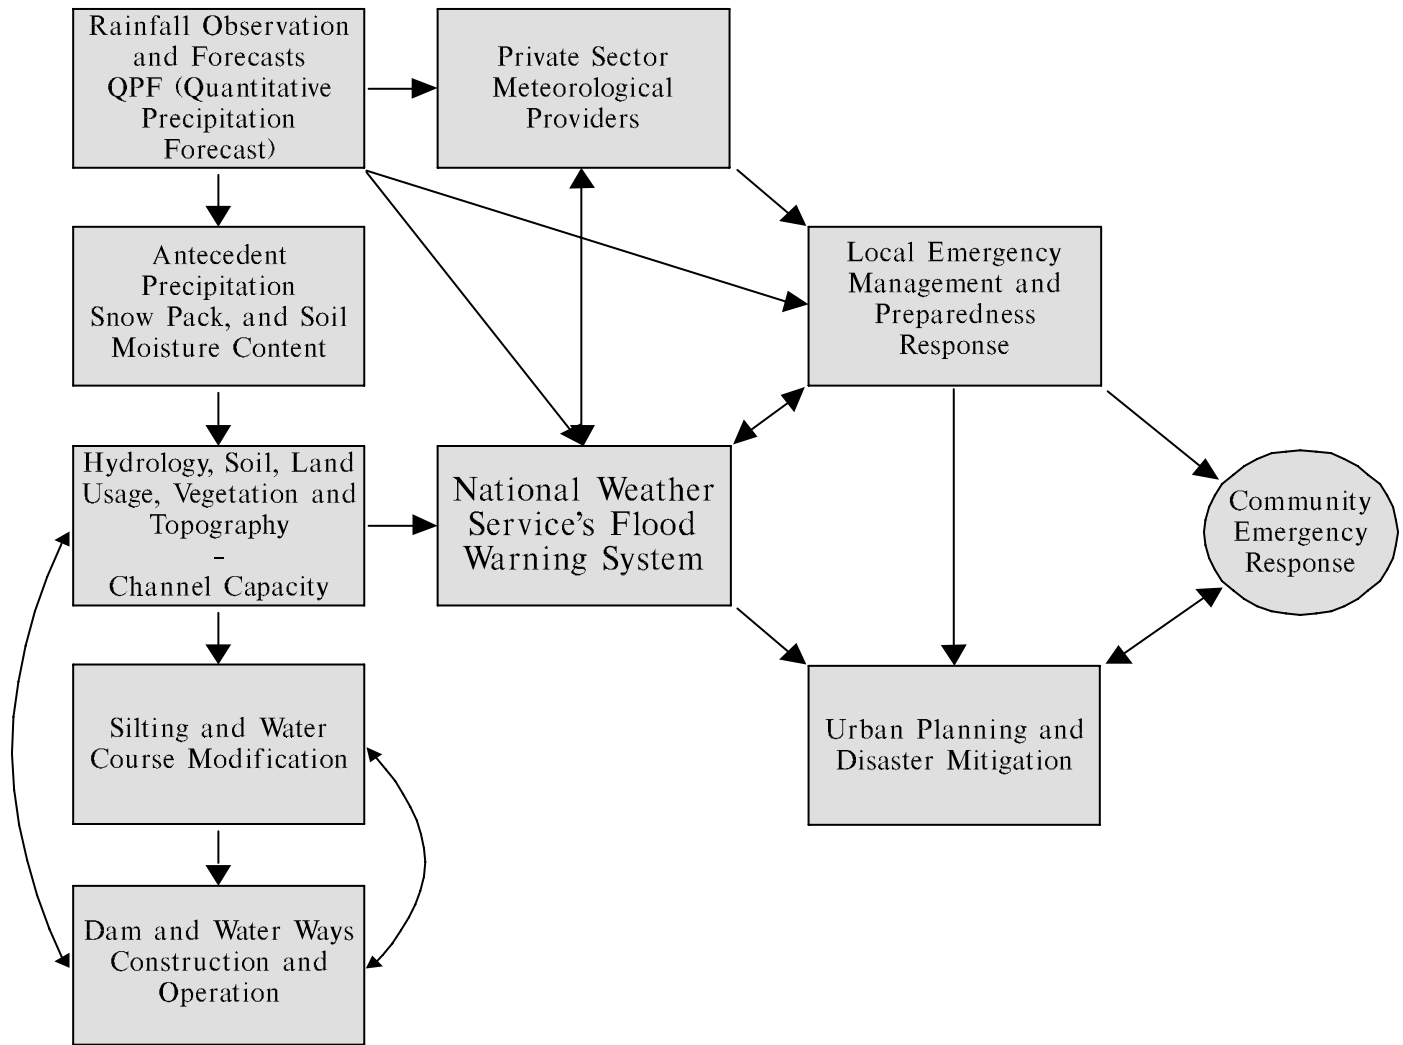 Rainfall Observation
and Forecasts
QPF (Quantitative
Precipitation
Forecast)
Private Sector
Meteorological
Providers
Antecedent
Precipitation
Snow Pack, and Soil
Moisture Content
Local Emergency
Management and
Preparedness
Response
Hydrology, Soil, Land
Usage, Vegetation and
Topography
–
Channel Capacity
National Weather
Service’s Flood
Warning System
Community
Emergency
Response
Silting and Water
Course Modification
Urban Planning and
Disaster Mitigation
Dam and Water Ways
Construction and
Operation